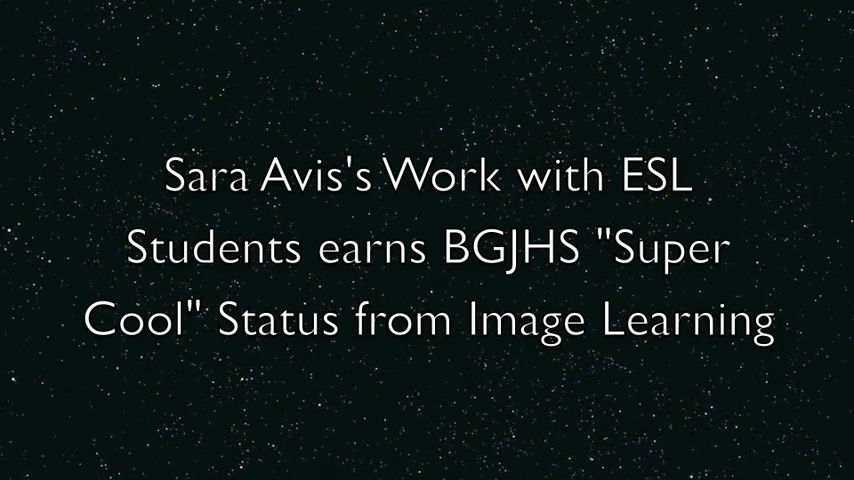 Sara Avis's Work with ESL
Students earns BGJHS "Super
Cool" Status from Image Learning